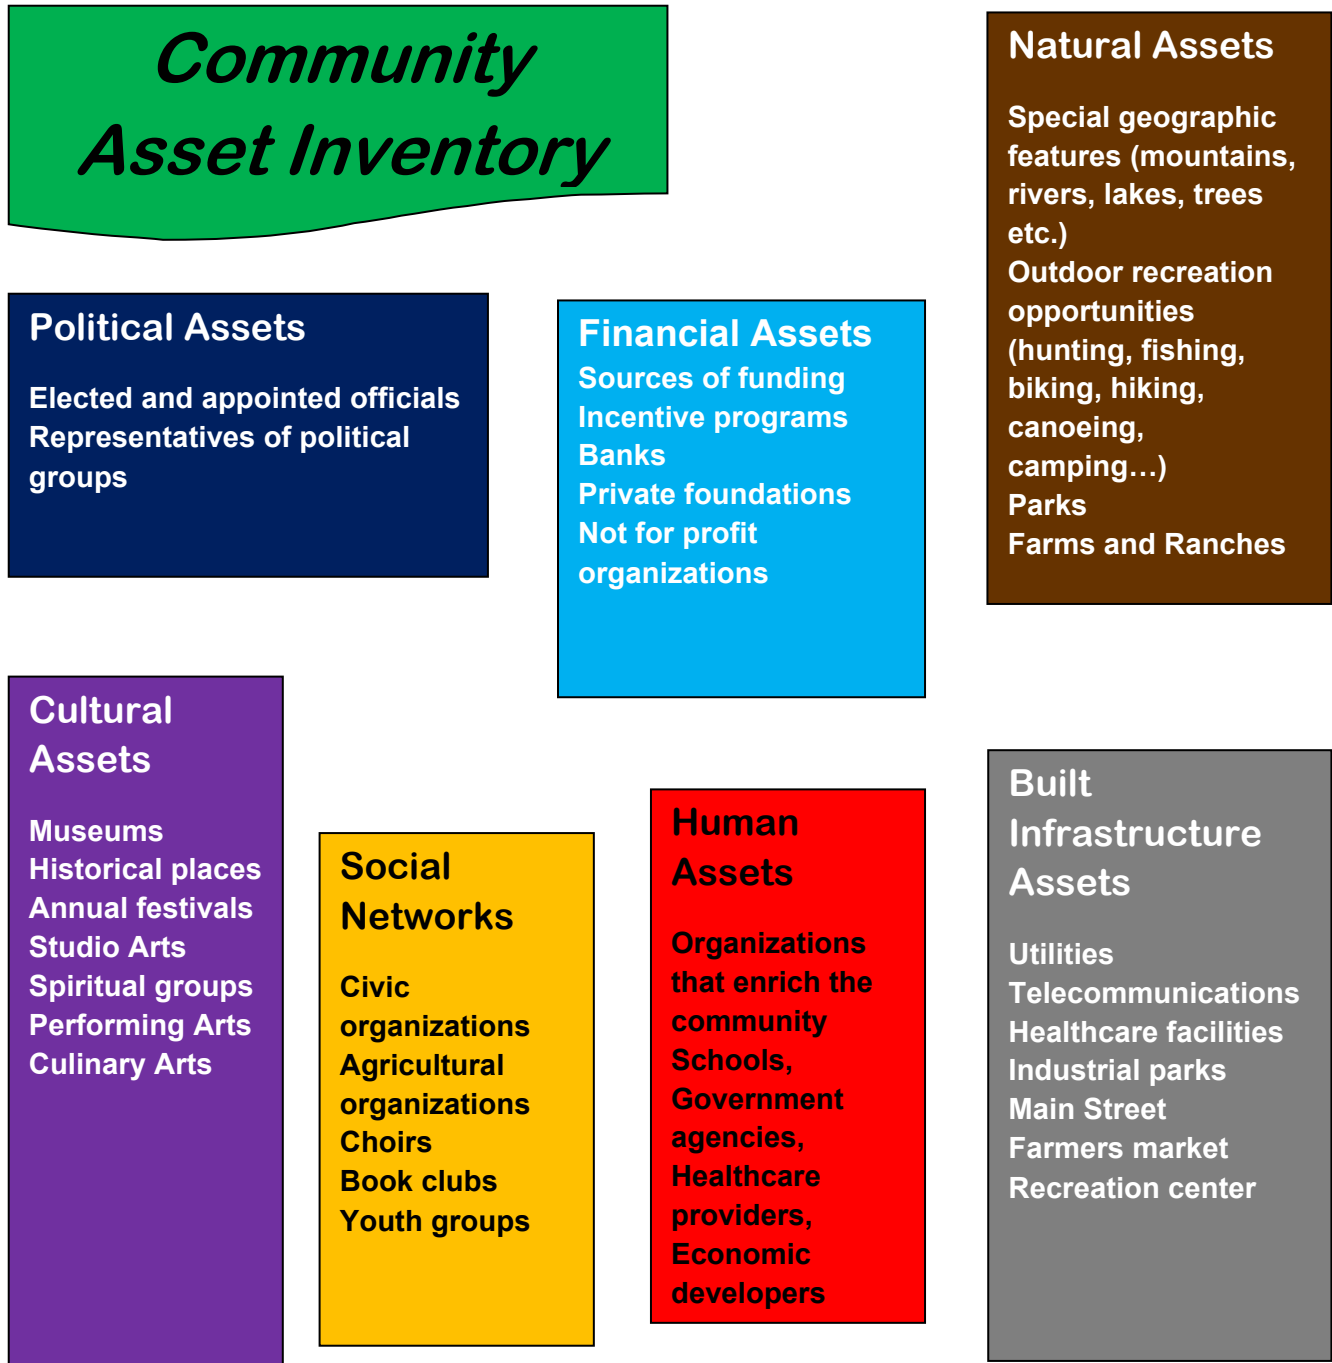 Community
Asset Inventory
Natural Assets
Special geographic
features (mountains,
rivers, lakes, trees
etc.)
Outdoor recreation
opportunities
(hunting, fishing,
biking, hiking,
canoeing,
camping…)
Parks
Farms and Ranches
Political Assets
Elected and appointed officials
Representatives of political
groups
Financial Assets
Sources of funding
Incentive programs
Banks
Private foundations
Not for profit
organizations
Cultural
Assets
Museums
Historical places
Annual festivals
Studio Arts
Spiritual groups
Performing Arts
Culinary Arts
Social
Networks
Civic
organizations
Agricultural
organizations
Choirs
Book clubs
Youth groups
Human
Assets
Organizations
that enrich the
community
Schools,
Government
agencies,
Healthcare
providers,
Economic
developers
Built
Infrastructure
Assets
Utilities
Telecommunications
Healthcare facilities
Industrial parks
Main Street
Farmers market
Recreation center